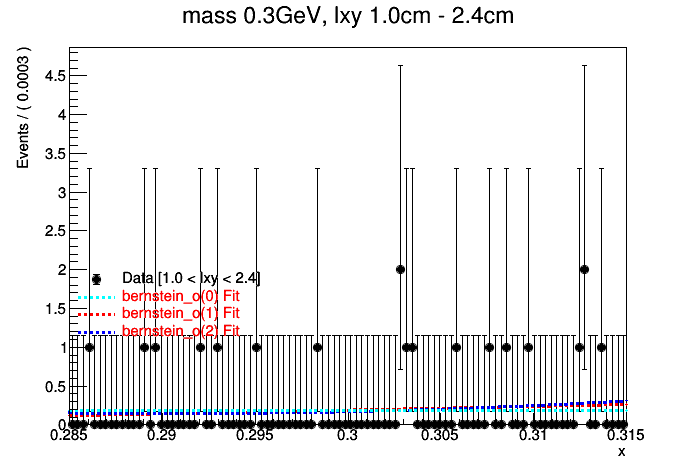 mass 0.3GeV, lxy 1.0cm - 2.4cm
Events / ( 0.0003 )
4.5
4
3.5
3
2.5
2
1.5
1
0.5
0
Data [1.0 < lxy < 2.4]
bernstein_o(0) Fit
bernstein_o(1) Fit
bernstein_o(2) Fit
0.285 0.29 0.295 0.3 0.305 0.31 0.315
x